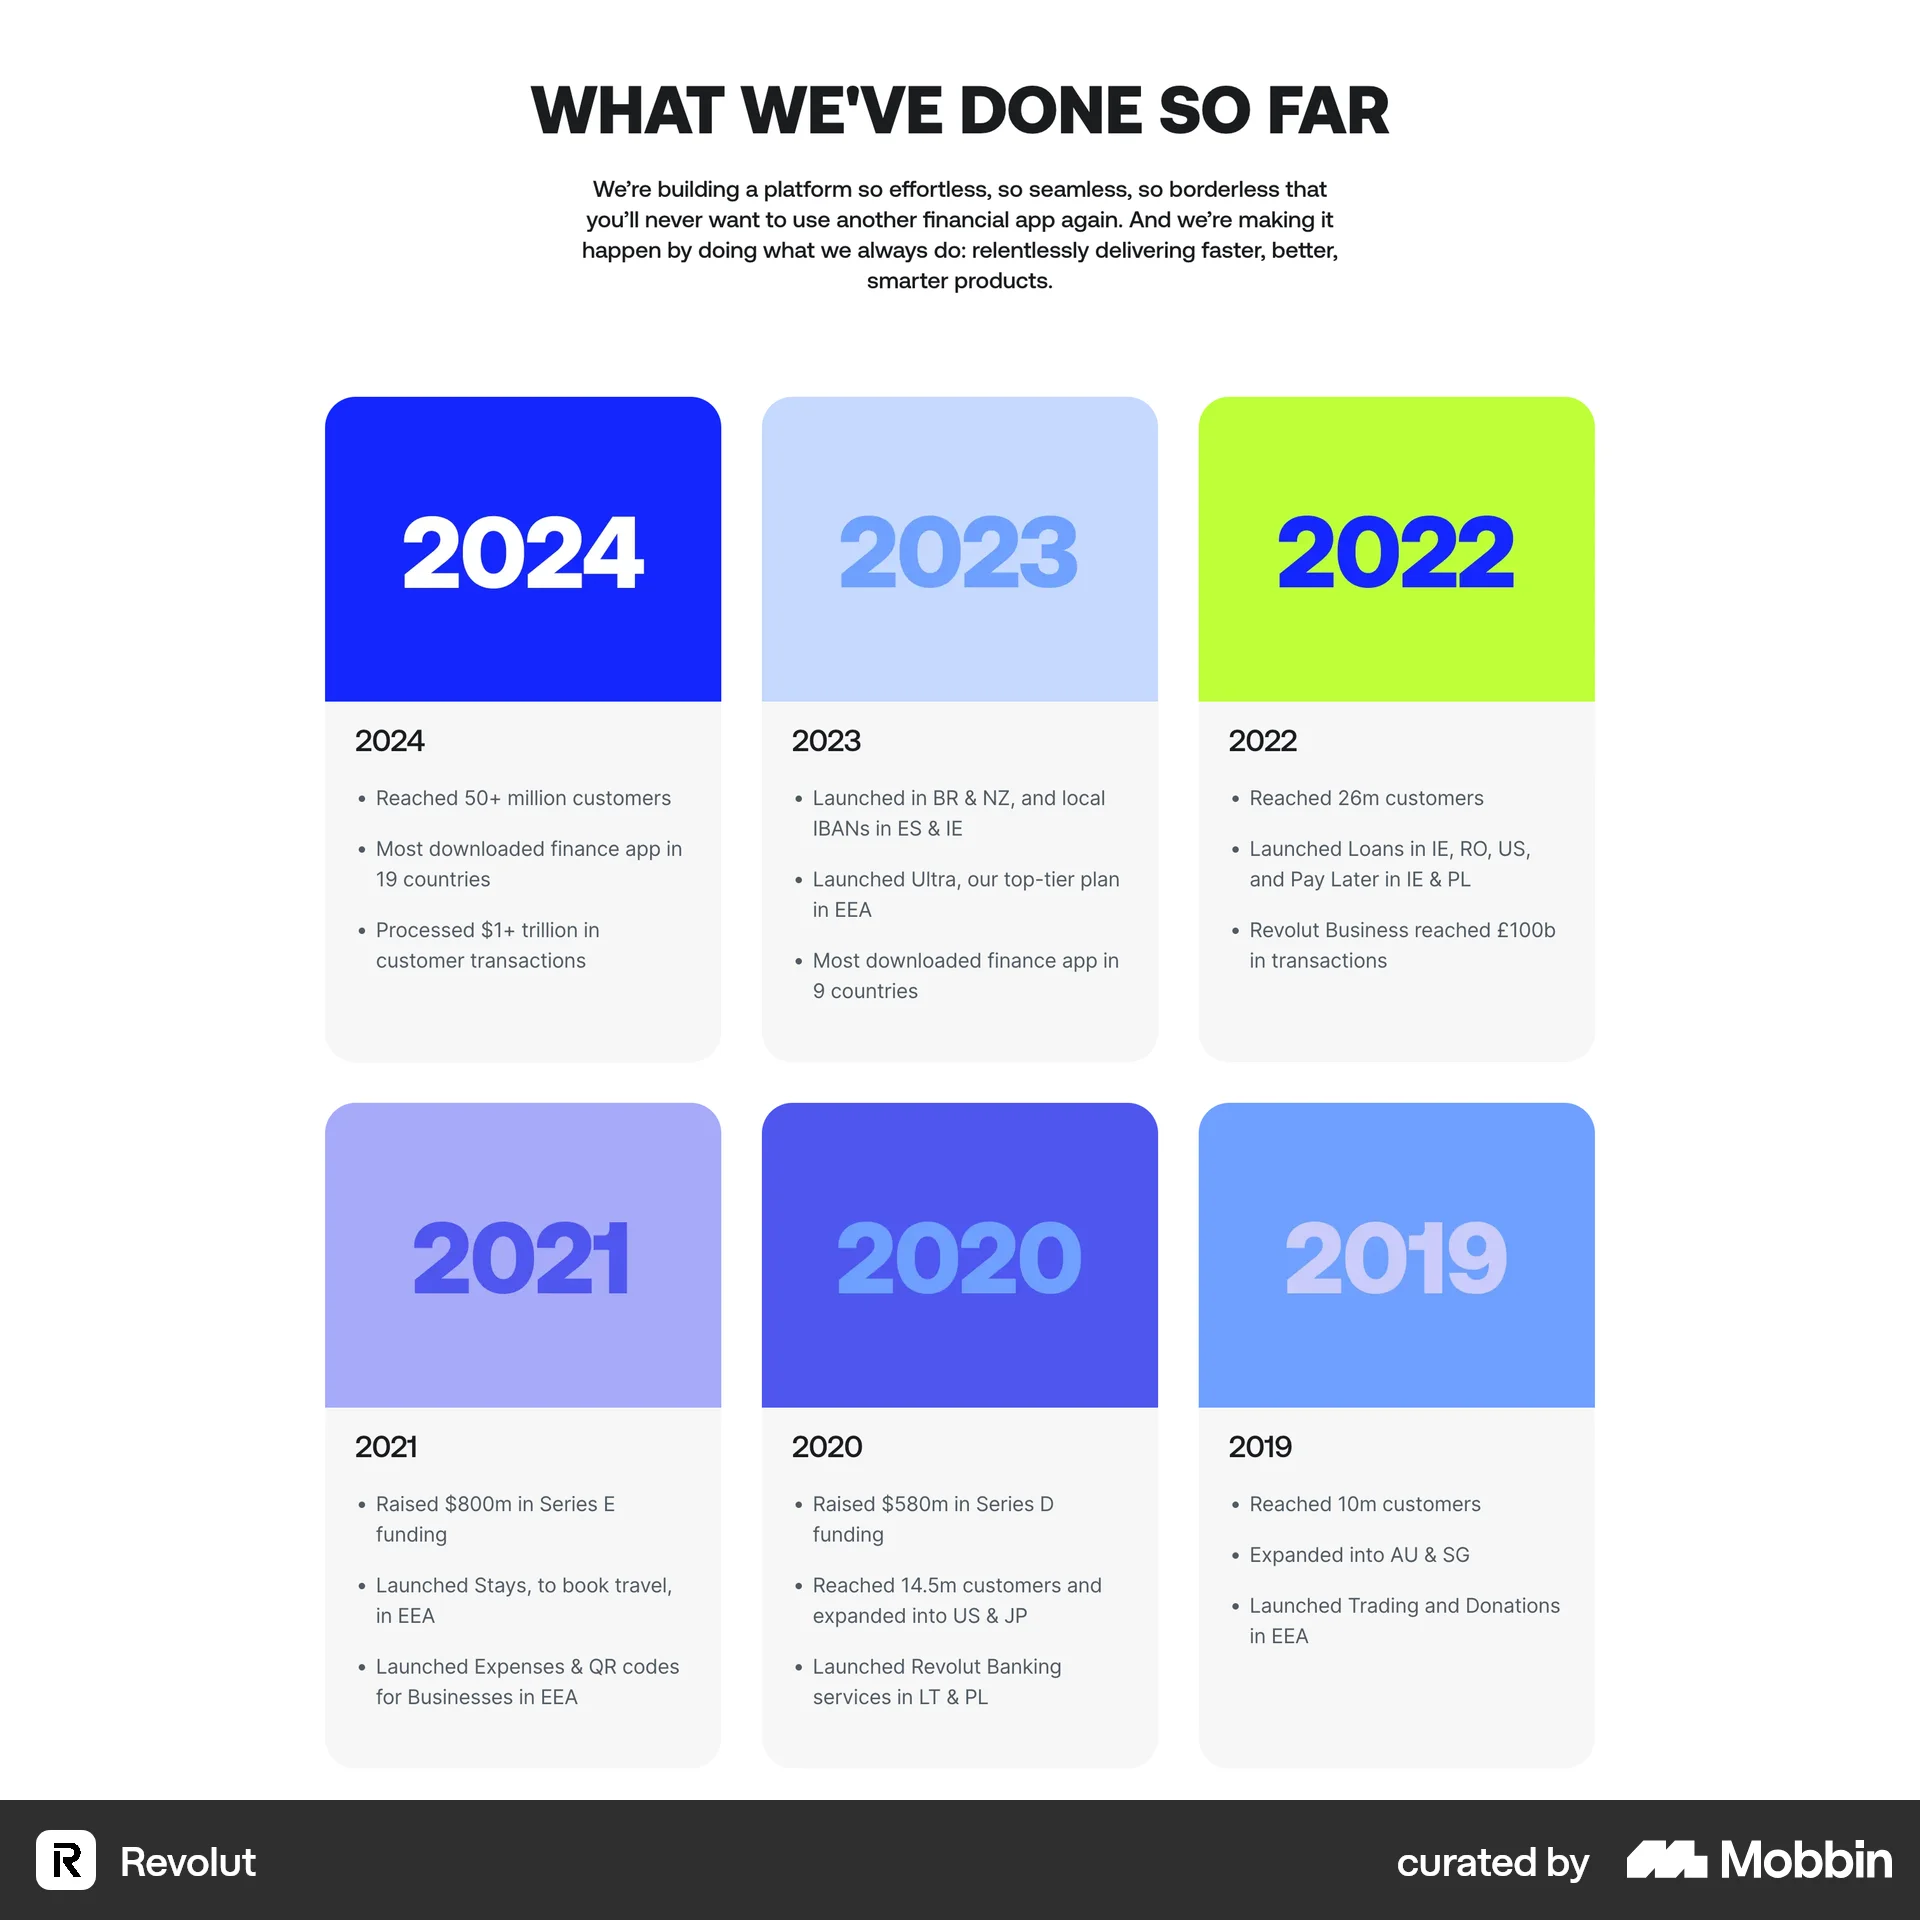 WHAT WE'VE DONE SO FAR
We’re building a platform so effortless, so seamless, so borderless that
you’ll never want to use another financial app again. And we’re making it
happen by doing what we always do: relentlessly delivering faster, better,
smarter products.
2024
2024
• Reached 50+ million customers
• Most downloaded finance app in
19 countries
• Processed $1+ trillion in
customer transactions
2023
2023
• Launched in BR & NZ, and local
IBANs in ES & IE
• Launched Ultra, our top-tier plan
in EEA
• Most downloaded finance app in
9 countries
2022
2022
• Reached 26m customers
• Launched Loans in IE, RO, US,
and Pay Later in IE & PL
• Revolut Business reached £100b
in transactions
2021
2021
• Raised $800m in Series E
funding
• Launched Stays, to book travel,
in EEA
• Launched Expenses & QR codes
for Businesses in EEA
2020
2020
• Raised $580m in Series D
funding
• Reached 14.5m customers and
expanded into US & JP
• Launched Revolut Banking
services in LT & PL
2019
2019
• Reached 10m customers
• Expanded into AU & SG
• Launched Trading and Donations
in EEA
R Revolut
curated by Mobbin